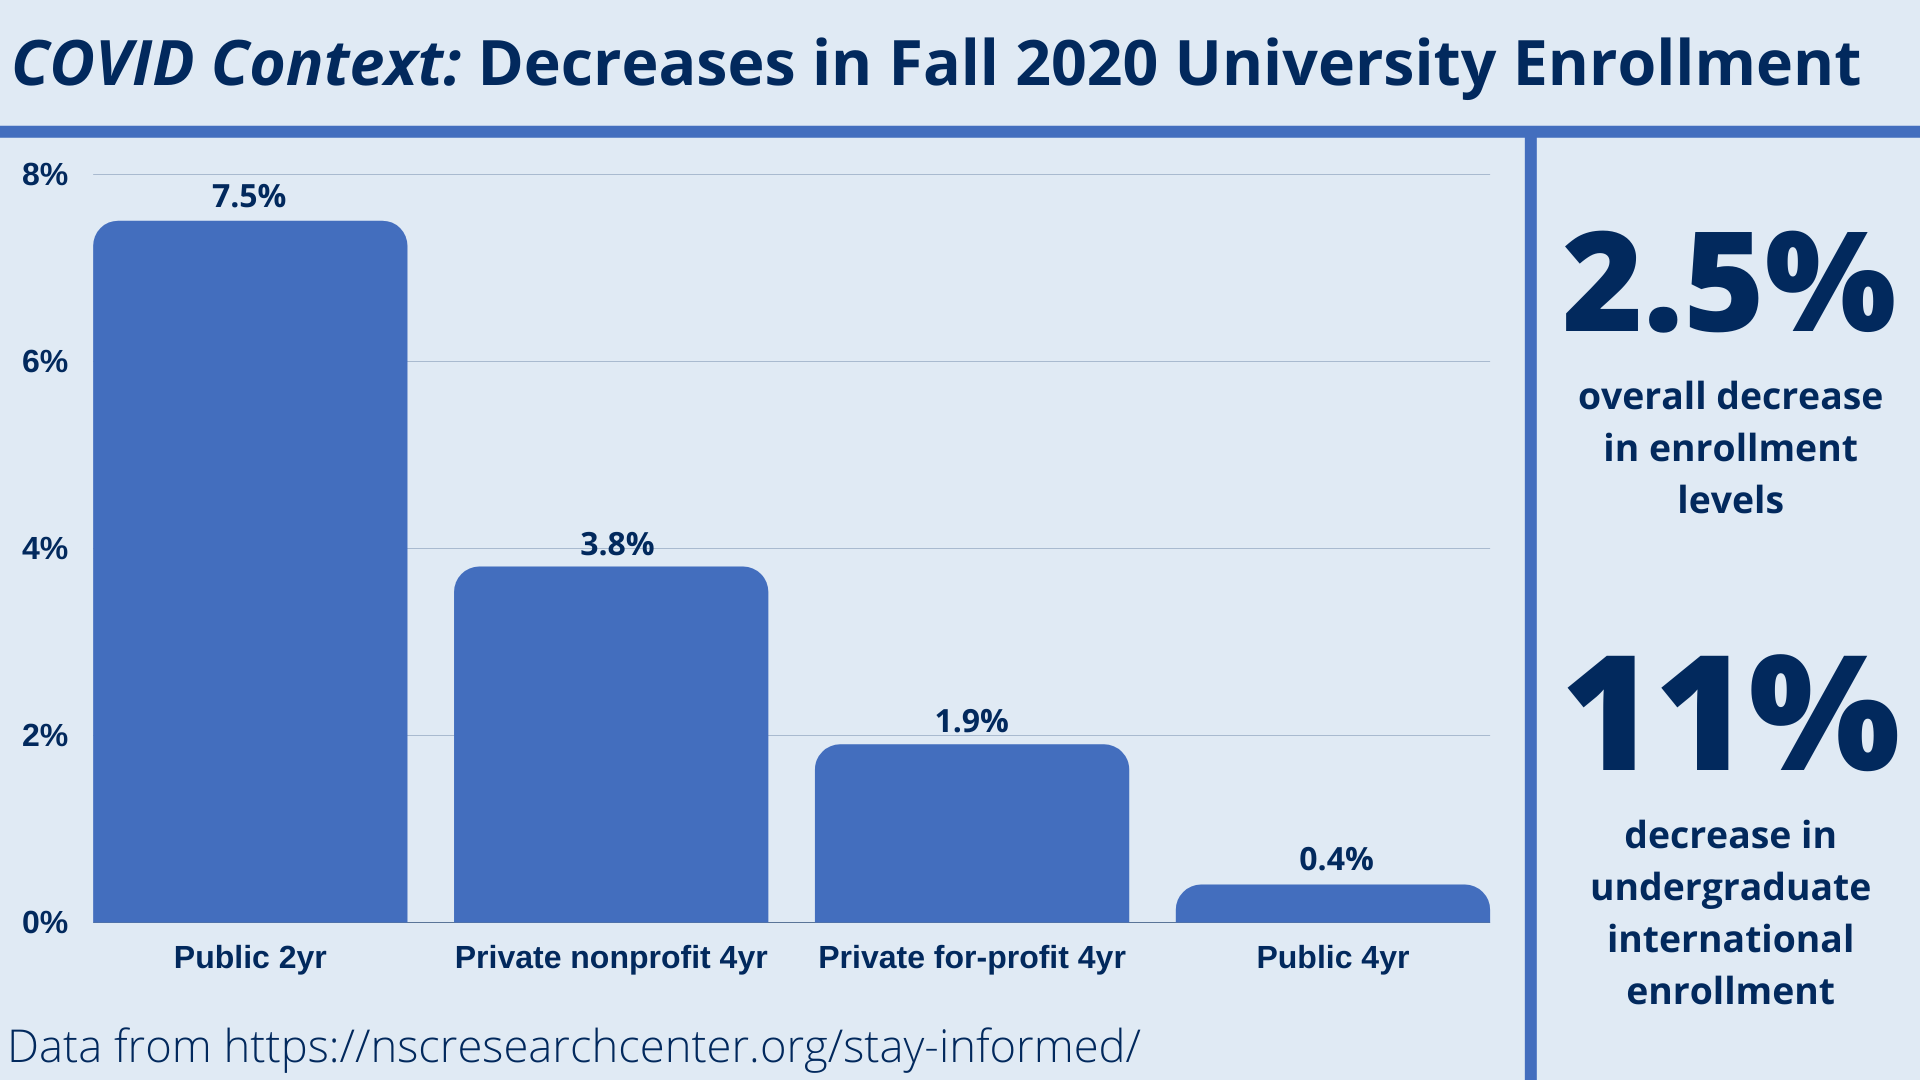 COVID Context: Decreases in Fall 2020 University Enrollment
8%
7.5%
6%
4%
3.8%
2%
1.9%
0.4%
0%
Public 2yr
Private nonprofit 4yr
Private for-profit 4yr
Public 4yr
Data from https://nscresearchcenter.org/stay-informed/
2.5%
overall decrease
in enrollment
levels
11%
decrease in
undergraduate
international
enrollment